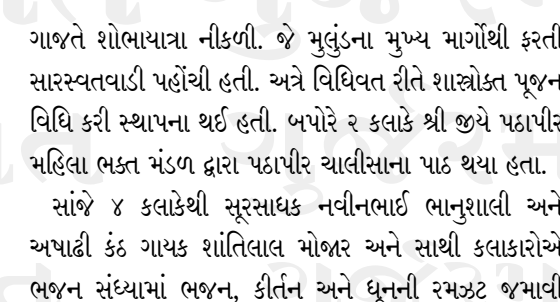 ગાજતે શોભાયાત્રા નીકળી. જે મુલુંડના મુખ્ય માર્ગોથી ફરતી
સારસ્વતવાડી પહોંચી હતી. અત્રે વિધિવત રીતે શાસ્ત્રોક્ત પૂજન
વિધિ કરી સ્થાપના થઈ હતી. બપોરે ૨ કલાકે શ્રી જીયે પઠાપીર
મહિલા ભક્ત મંડળ દ્વારા પઠાપીર ચાલીસાના પાઠ થયા હતા.
સાંજે ૪ કલાકેથી સૂરસાધક નવીનભાઈ ભાનુશાલી અને
અષાઢી કંઠ ગાયક શાંતિલાલ મોજાર અને સાથી કલાકારોએ
ભજન સંધ્યામાં ભજન, કીર્તન અને ધૂનની રમઝટ જમાવી